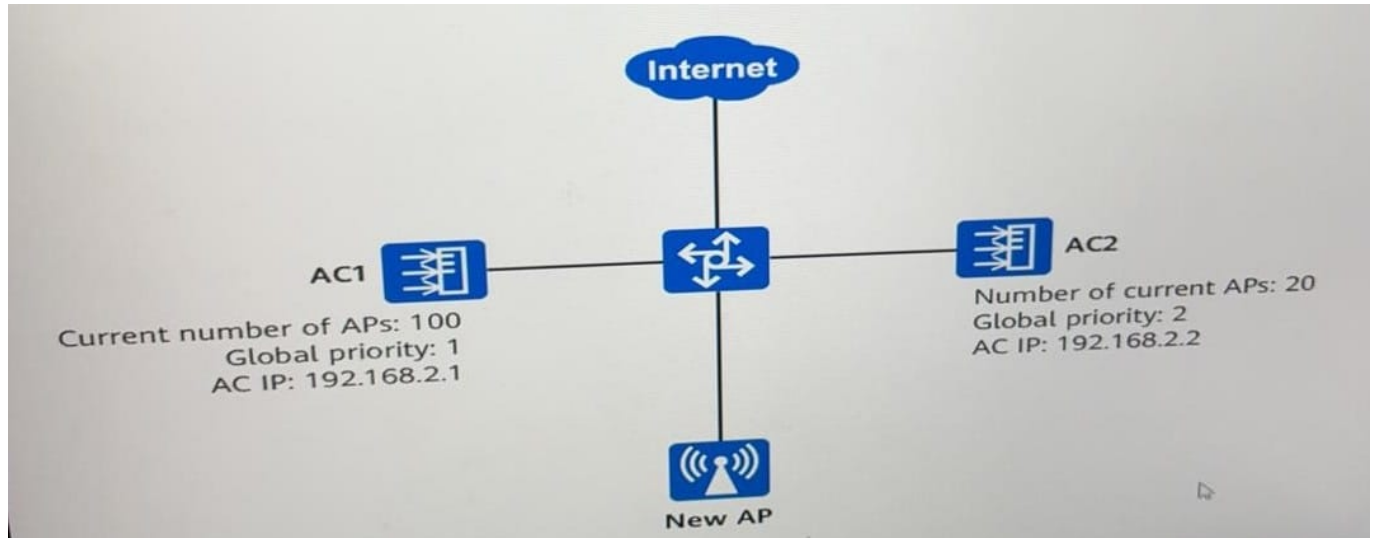 Internet
AC1
Current number of APs: 100
Global priority: 1
AC IP: 192.168.2.1
AC2
Number of current APs: 20
Global priority: 2
AC IP: 192.168.2.2
New AP